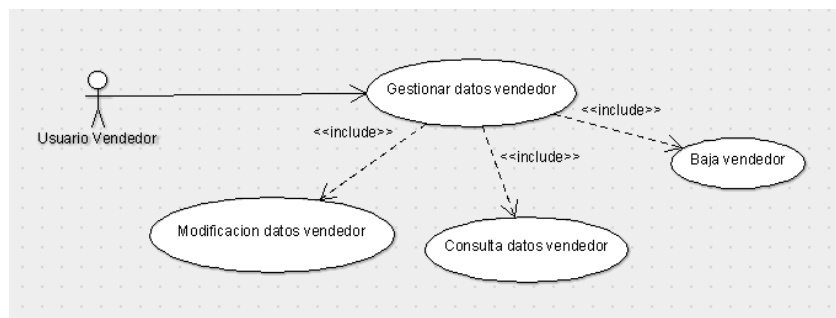 Gestionar datos vendedor
<<include>>
<<include>>
Usuario Vendedor
<<include>>
Baja vendedor
Modificacion datos vendedor
Consulta datos vendedor